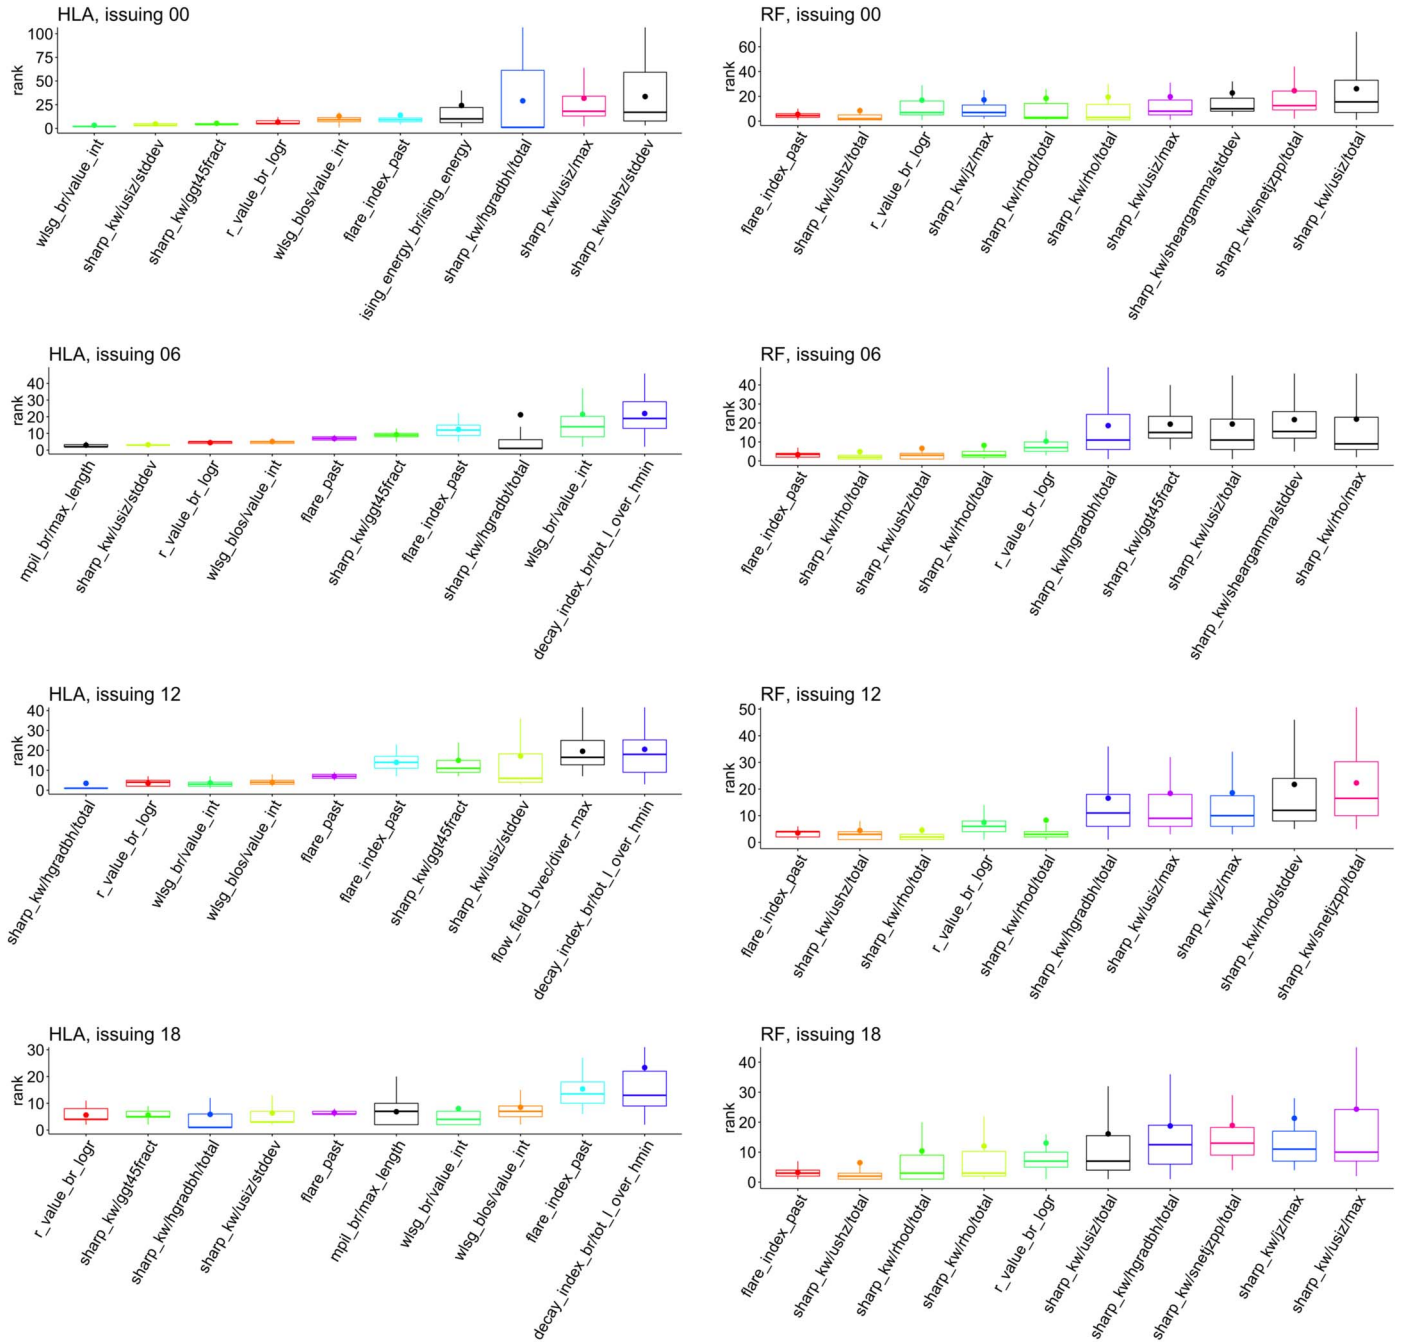 HLA, issuing 00
rank
100
75
50
25
0
wlsg_br/value_int
sharp_kw/usiz/stddev
sharp_kw/ggt45fract
r_value_br_logr
wlsg_blos/value_int
flare_index_past
ising_energy_br/ising_energy
sharp_kw/hgradbh/total
sharp_kw/usiz/max
sharp_kw/ushz/stddev
RF, issuing 00
rank
60
40
20
0
flare_index_past
sharp_kw/ushz/total
r_value_br_logr
sharp_kw/jz/max
sharp_kw/rhod/total
sharp_kw/rho/total
sharp_kw/usiz/max
sharp_kw/sheargamma/stddev
sharp_kw/snetjzpp/total
sharp_kw/usiz/total
HLA, issuing 06
rank
40
30
20
10
0
mpil_br/max_length
sharp_kw/usiz/stddev
r_value_br_logr
wlsg_blos/value_int
flare_past
sharp_kw/ggt45fract
flare_index_past
sharp_kw/hgradbt/total
wlsg_br/value_int
decay_index_br/tot_l_over_hmin
RF, issuing 06
rank
40
30
20
10
0
flare_index_past
sharp_kw/rho/total
sharp_kw/ushz/total
sharp_kw/rhod/total
r_value_br_logr
sharp_kw/hgradbh/total
sharp_kw/ggt45fract
sharp_kw/usiz/total
sharp_kw/sheargamma/stddev
sharp_kw/rho/max
HLA, issuing 12
rank
40
30
20
10
0
sharp_kw/hgradbh/total
r_value_br_logr
wlsg_br/value_int
wlsg_blos/value_int
flare_past
flare_index_past
sharp_kw/ggt45fract
sharp_kw/usiz/stddev
flow_field_bvec/diver_max
decay_index_br/tot_l_over_hmin
RF, issuing 12
rank
50
40
30
20
10
0
flare_index_past
sharp_kw/ushz/total
sharp_kw/rho/total
r_value_br_logr
sharp_kw/rhod/total
sharp_kw/hgradbh/total
sharp_kw/usiz/max
sharp_kw/jz/max
sharp_kw/rhod/stddev
sharp_kw/snetjzpp/total
HLA, issuing 18
rank
30
20
10
0
r_value_br_logr
sharp_kw/ggt45fract
sharp_kw/hgradbh/total
sharp_kw/usiz/stddev
flare_past
mpil_br/max_length
wlsg_br/value_int
wlsg_blos/value_int
flare_index_past
decay_index_br/tot_l_over_hmin
RF, issuing 18
rank
40
30
20
10
0
flare_index_past
sharp_kw/ushz/total
sharp_kw/rhod/total
sharp_kw/rho/total
r_value_br_logr
sharp_kw/usiz/total
sharp_kw/hgradbh/total
sharp_kw/snetjzpp/total
sharp_kw/jz/max
sharp_kw/usiz/max